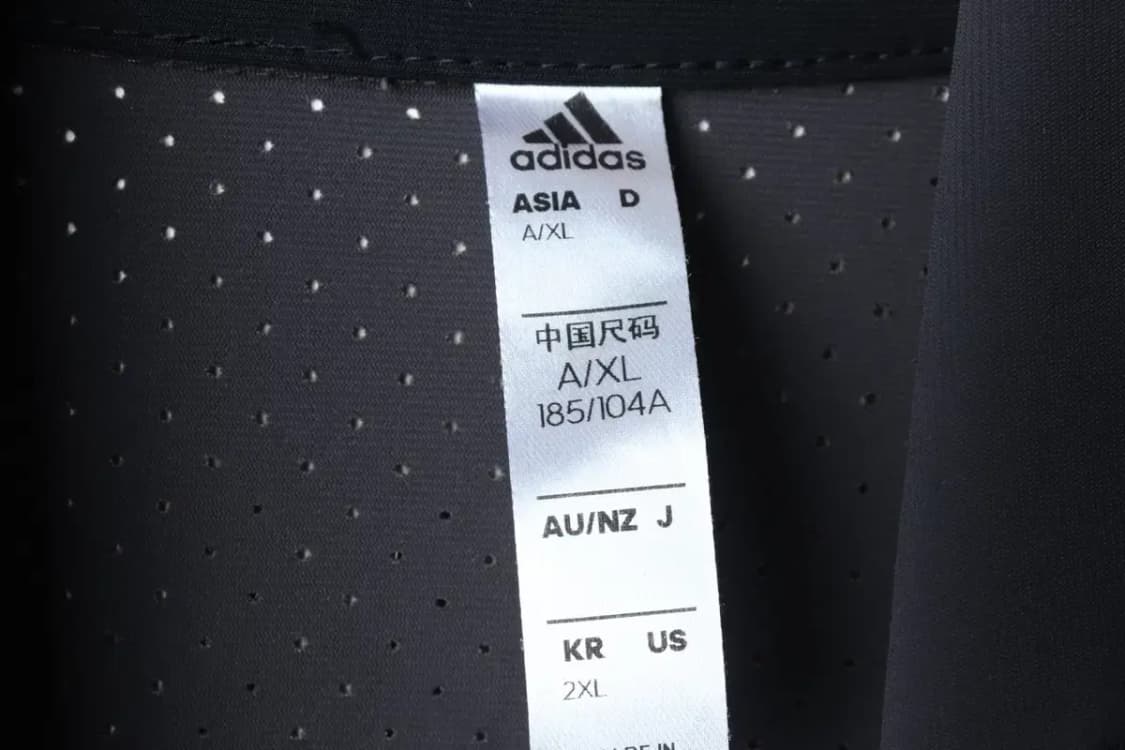 adidas
ASIA D
A/XL
中国尺码
A/XL
185/104A
AU/NZ J
KR US
2XL